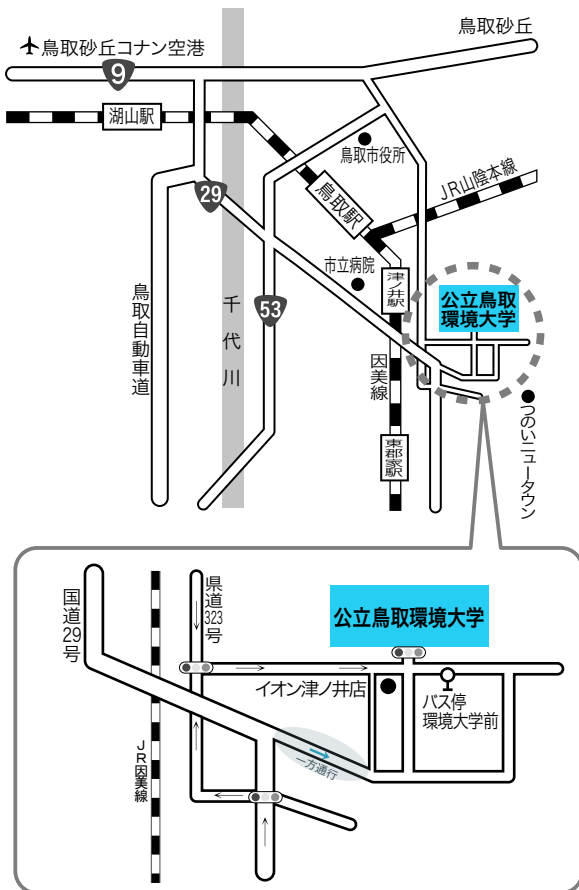 鳥取砂丘コナン空港
鳥取砂丘
9
湖山駅
鳥取市役所
鳥取駅
JR山陰本線
29
市立病院
津ノ井駅
公立鳥取
環境大学
鳥取自動車道
千代川
53
因美線
東郡家駅
つのいニュータウン
国道29号
県道323号
公立鳥取環境大学
イオン津ノ井店
バス停
環境大学前
一方通行
JR因美線